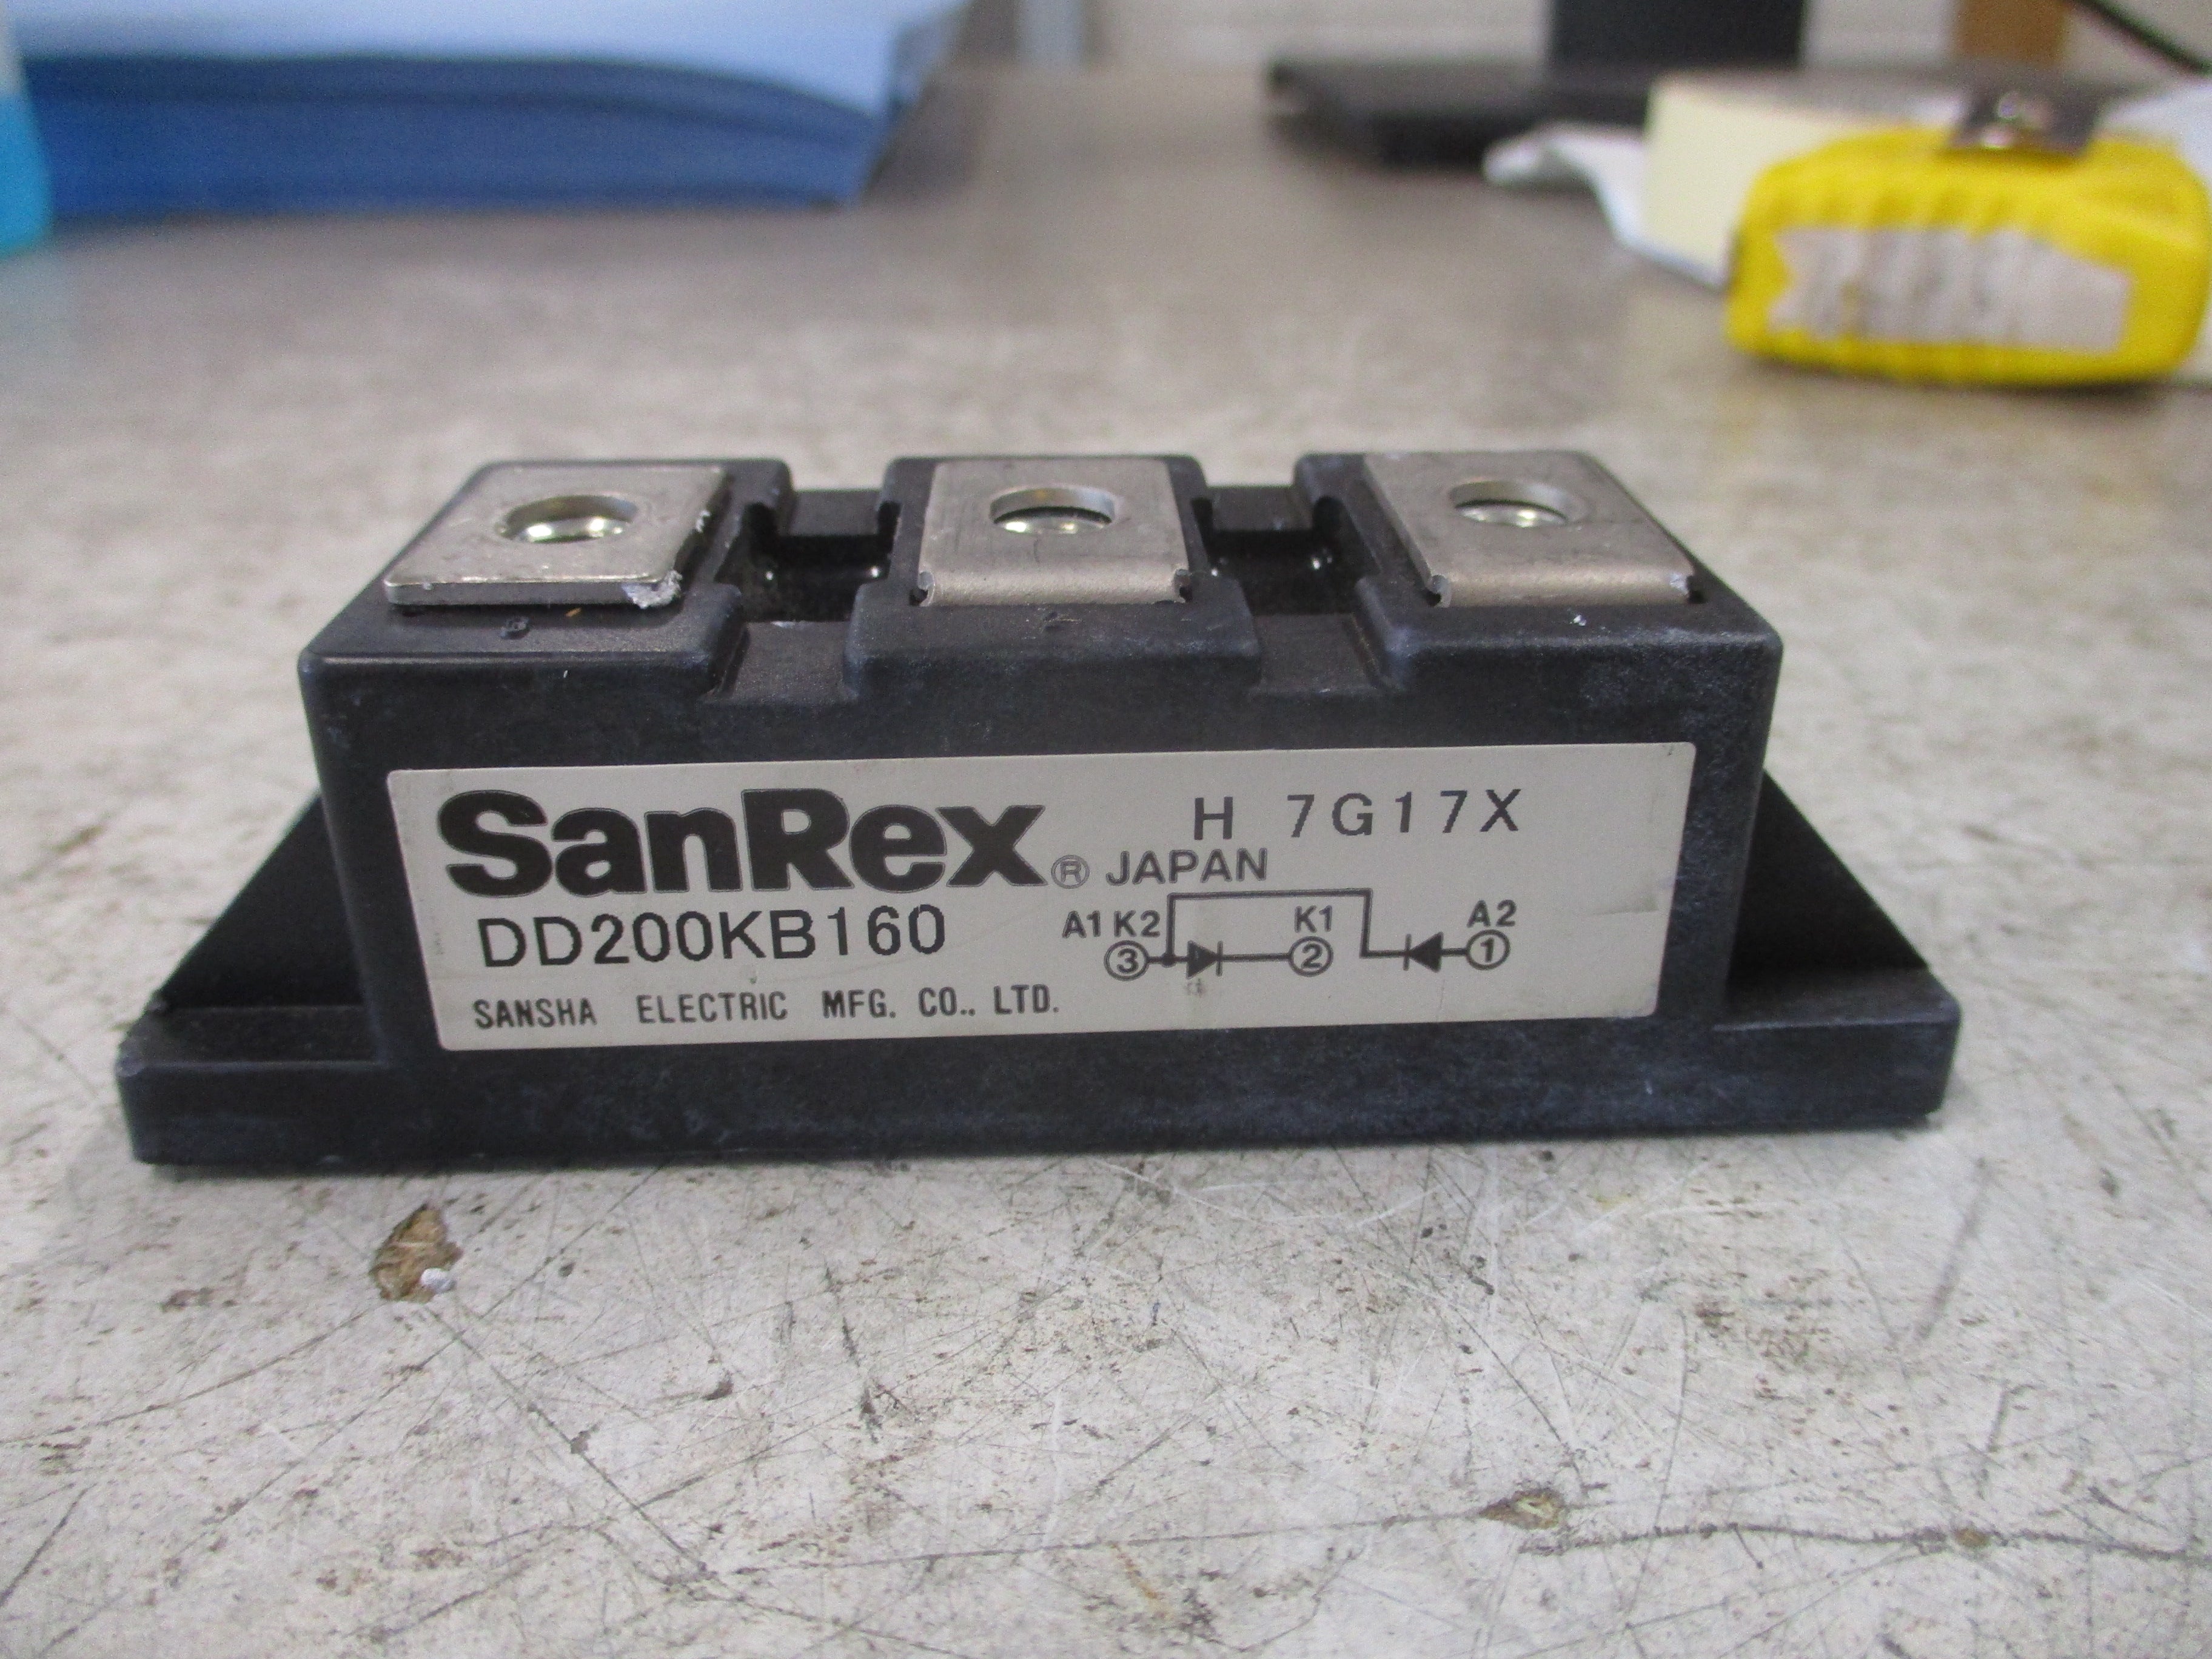 SanRex® JAPAN H 7G17X
DD200KB160
A1 K2 K1 A2
3 2 1
SANSHA ELECTRIC MFG. CO., LTD.